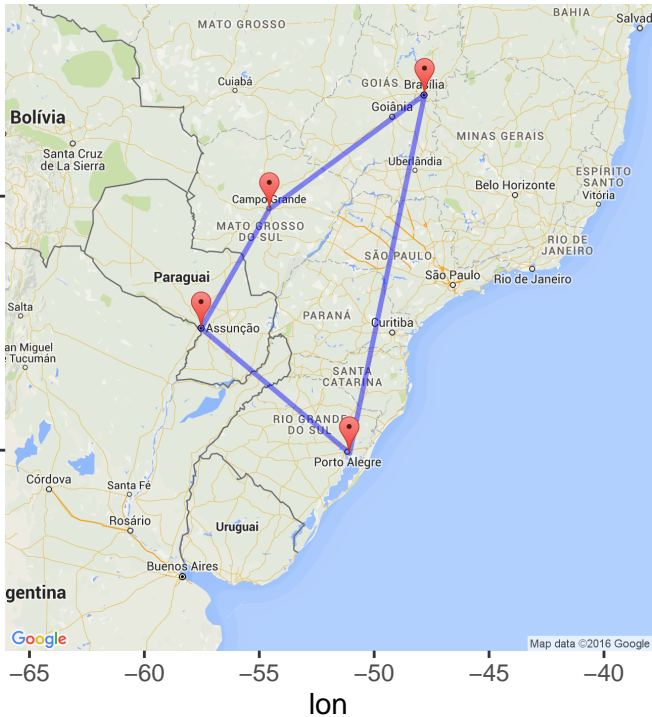 BAHIA
Salvad
MATO GROSSO
Cuiabá
GOIÁS
Brasília
Goiânia
Bolívia
Santa Cruz
de La Sierra
MINAS GERAIS
Uberlândia
ESPÍRITO
SANTO
Belo Horizonte
Vitória
Campo Grande
MATO GROSSO
DO SUL
RIO DE
JANEIRO
SÃO PAULO
São Paulo
Rio de Janeiro
Paraguai
Salta
PARANÁ
Assunção
Curitiba
an Miguel
e Tucumán
SANTA
CATARINA
RIO GRANDE
DO SUL
Porto Alegre
Córdova
Santa Fé
Rosário
Uruguai
Buenos Aires
gentina
Google
Map data ©2016 Google
−65 −60 −55 −50 −45 −40
lon